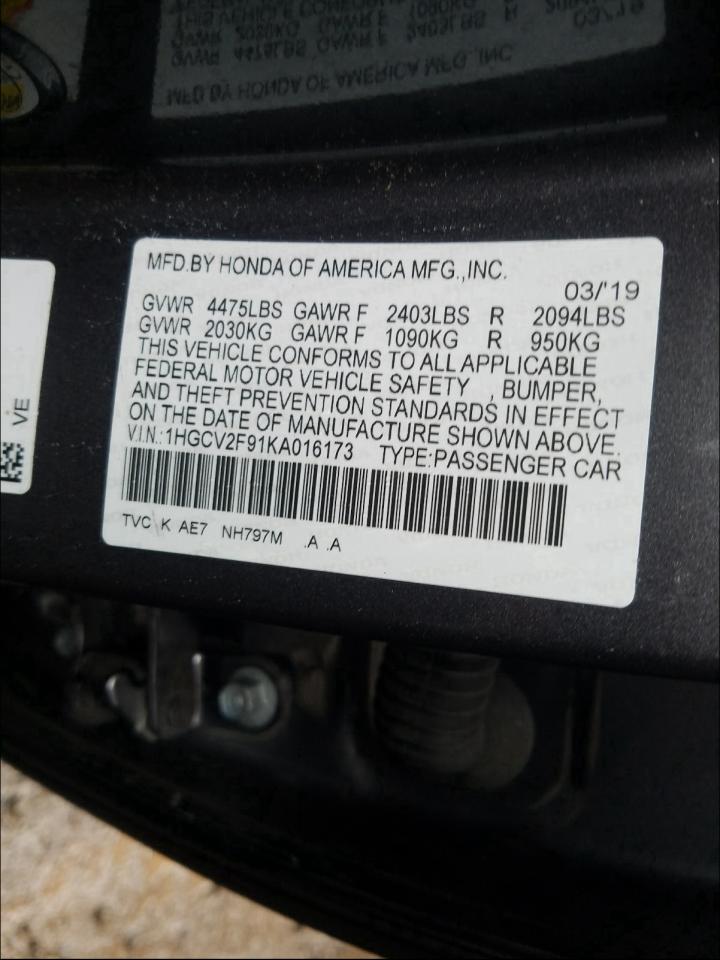 MFD.BY HONDA OF AMERICA MFG.,INC.
03/'19
GVWR 4475LBS GAWR F 2403LBS R 2094LBS
GVWR 2030KG GAWR F 1090KG R 950KG
THIS VEHICLE CONFORMS TO ALL APPLICABLE
FEDERAL MOTOR VEHICLE SAFETY , BUMPER,
AND THEFT PREVENTION STANDARDS IN EFFECT
ON THE DATE OF MANUFACTURE SHOWN ABOVE.
V.I.N.:1HGCV2F91KA016173 TYPE:PASSENGER CAR
TVC K AE7 NH797M .A .A
VE